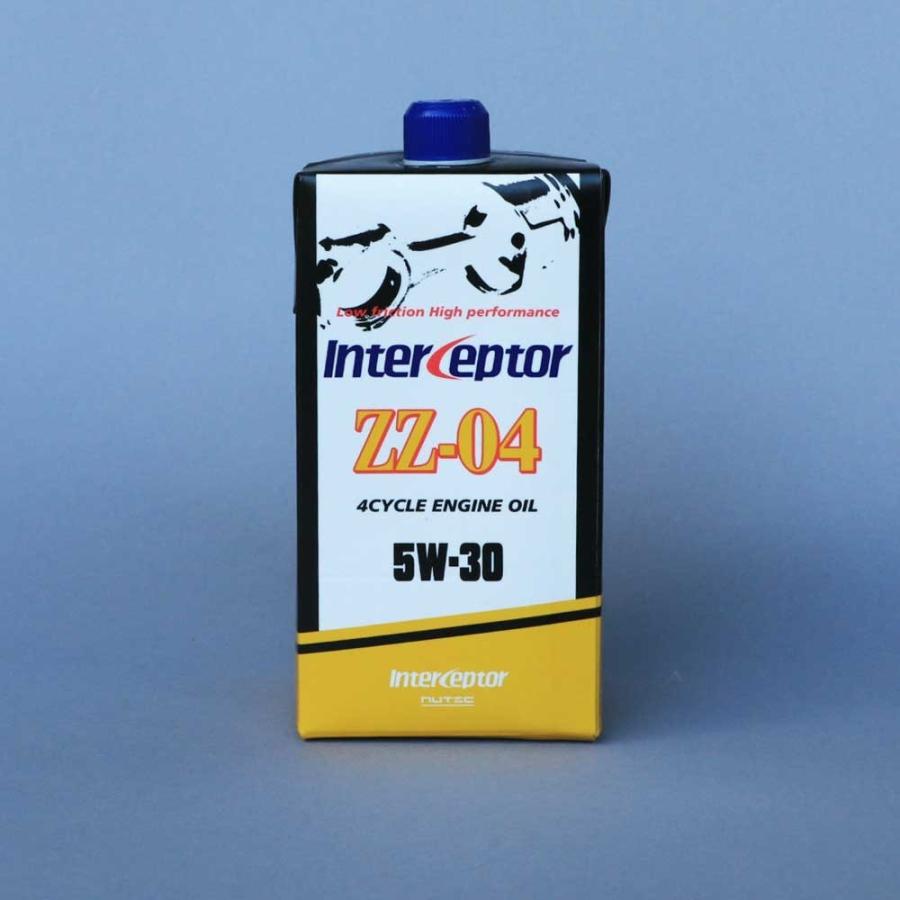 Low friction High performance
Interceptor
ZZ-04
4CYCLE ENGINE OIL
5W-30
Interceptor
NUTEC